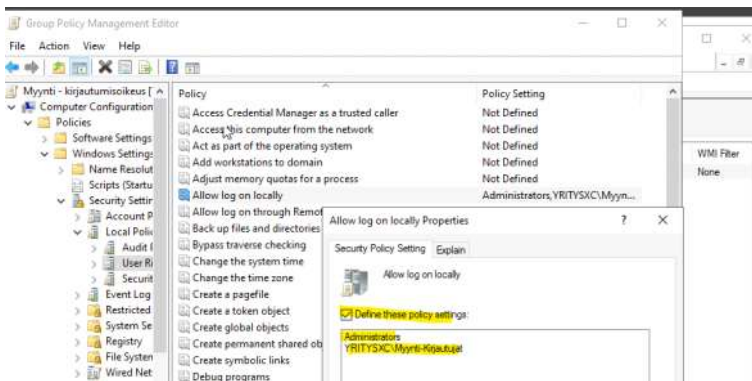 Group Policy Management Editor
File Action View Help
Myynti - kirjautumisoikeus [
Computer Configuration
Policies
Software Settings
Windows Settings
Name Resolut
Scripts (Startu
Security Settin
Account P
Local Polic
Audit P
User Ri
Securit
Event Log
Restricted
System Se
Registry
File System
Wired Net
Policy Policy Setting
Access Credential Manager as a trusted caller Not Defined
Access this computer from the network Not Defined
Act as part of the operating system Not Defined
Add workstations to domain Not Defined
Adjust memory quotas for a process Not Defined
Allow log on locally Administrators,YRITYSXC\Myyn...
Allow log on through Remot
Back up files and directories
Bypass traverse checking
Change the system time
Change the time zone
Create a pagefile
Create a token object
Create global objects
Create permanent shared ob
Create symbolic links
Debug programs
Allow log on locally Properties ?
Security Policy Setting Explain
Allow log on locally
Define these policy settings:
Administrators
YRITYSXC\Myynti-Kirjautujat
WMI Filter
None